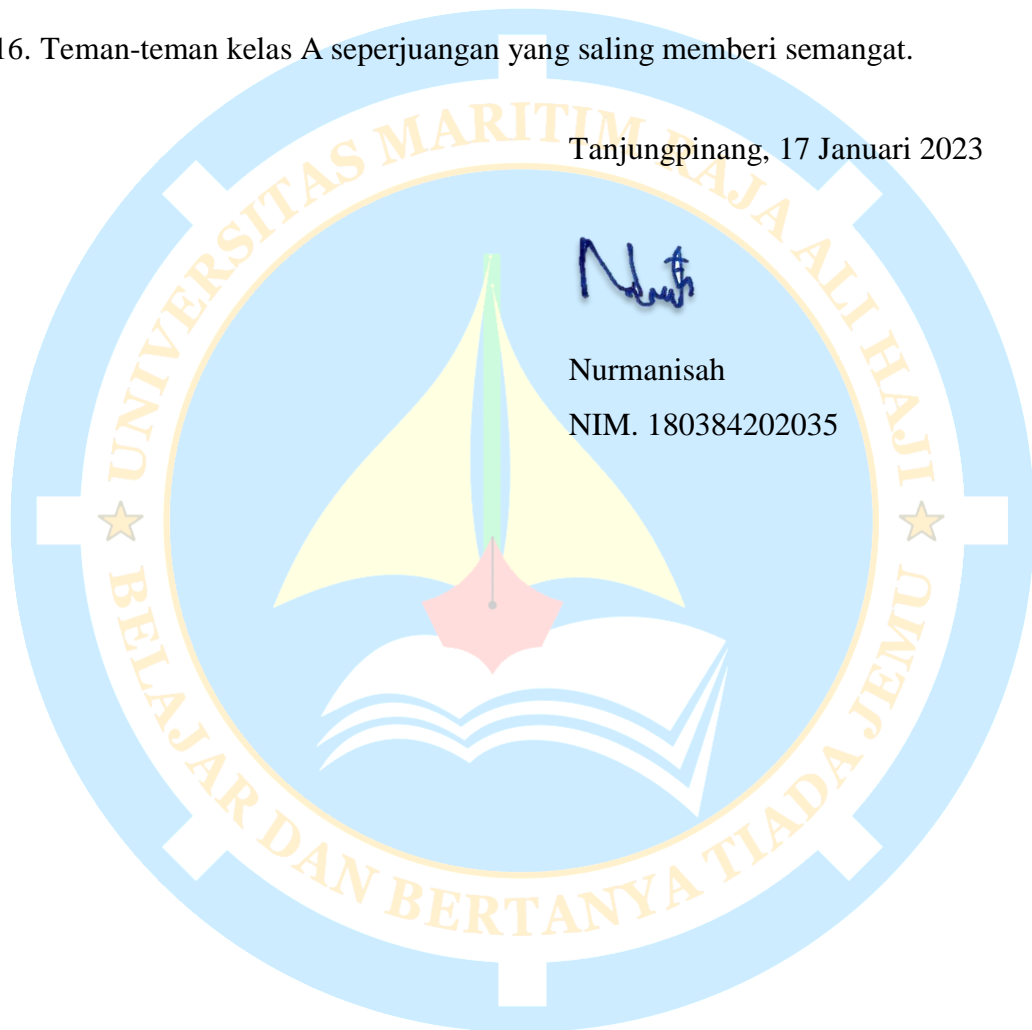 16. Teman-teman kelas A seperjuangan yang saling memberi semangat.
Tanjungpinang, 17 Januari 2023
Nurmanisah
NIM. 180384202035
UNIVERSITAS MARITIM RAJA ALI HAJI
BELAJAR DAN BERTANYA TIADA JEMU